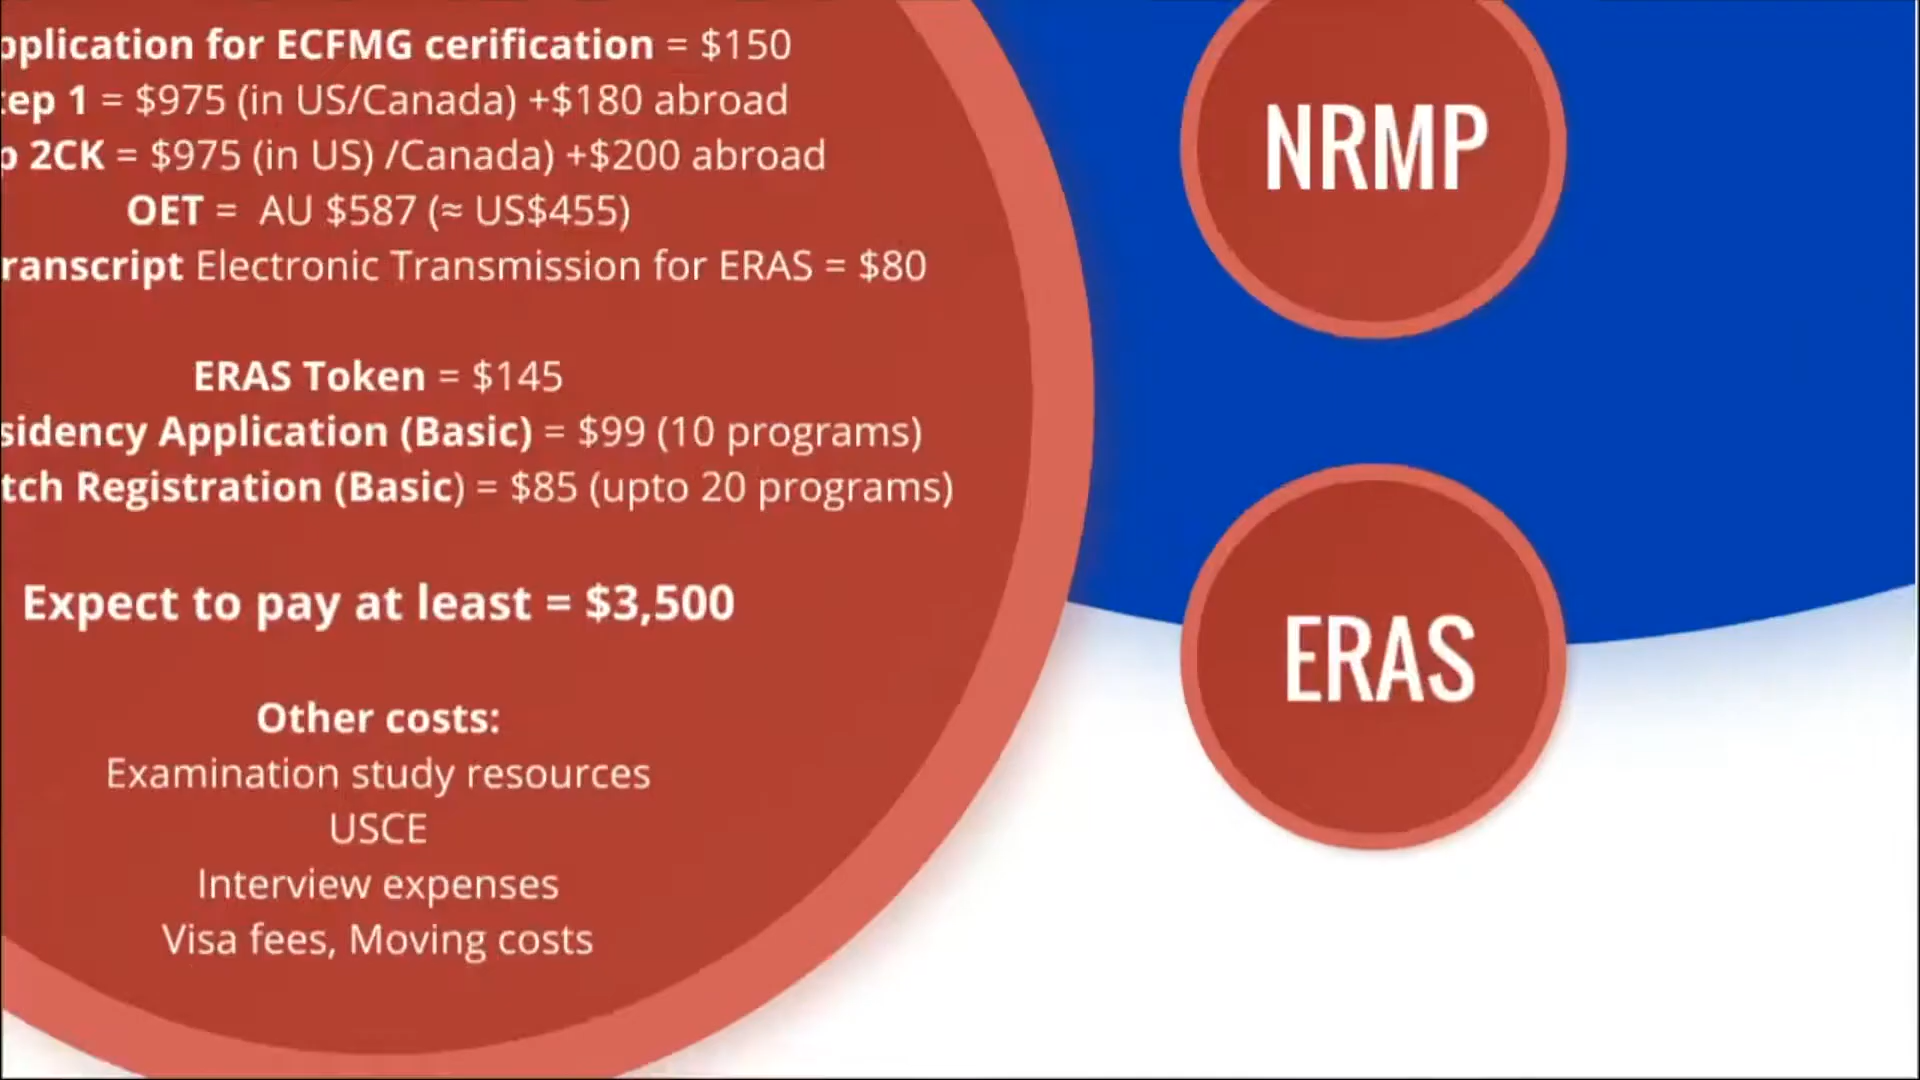 pplication for ECFMG cerification = $150
tep 1 = $975 (in US/Canada) +$180 abroad
p 2CK = $975 (in US) /Canada) +$200 abroad
OET = AU $587 (≈ US$455)
ranscript Electronic Transmission for ERAS = $80
ERAS Token = $145
sidency Application (Basic) = $99 (10 programs)
tch Registration (Basic) = $85 (upto 20 programs)
Expect to pay at least = $3,500
Other costs:
Examination study resources
USCE
Interview expenses
Visa fees, Moving costs
NRMP
ERAS